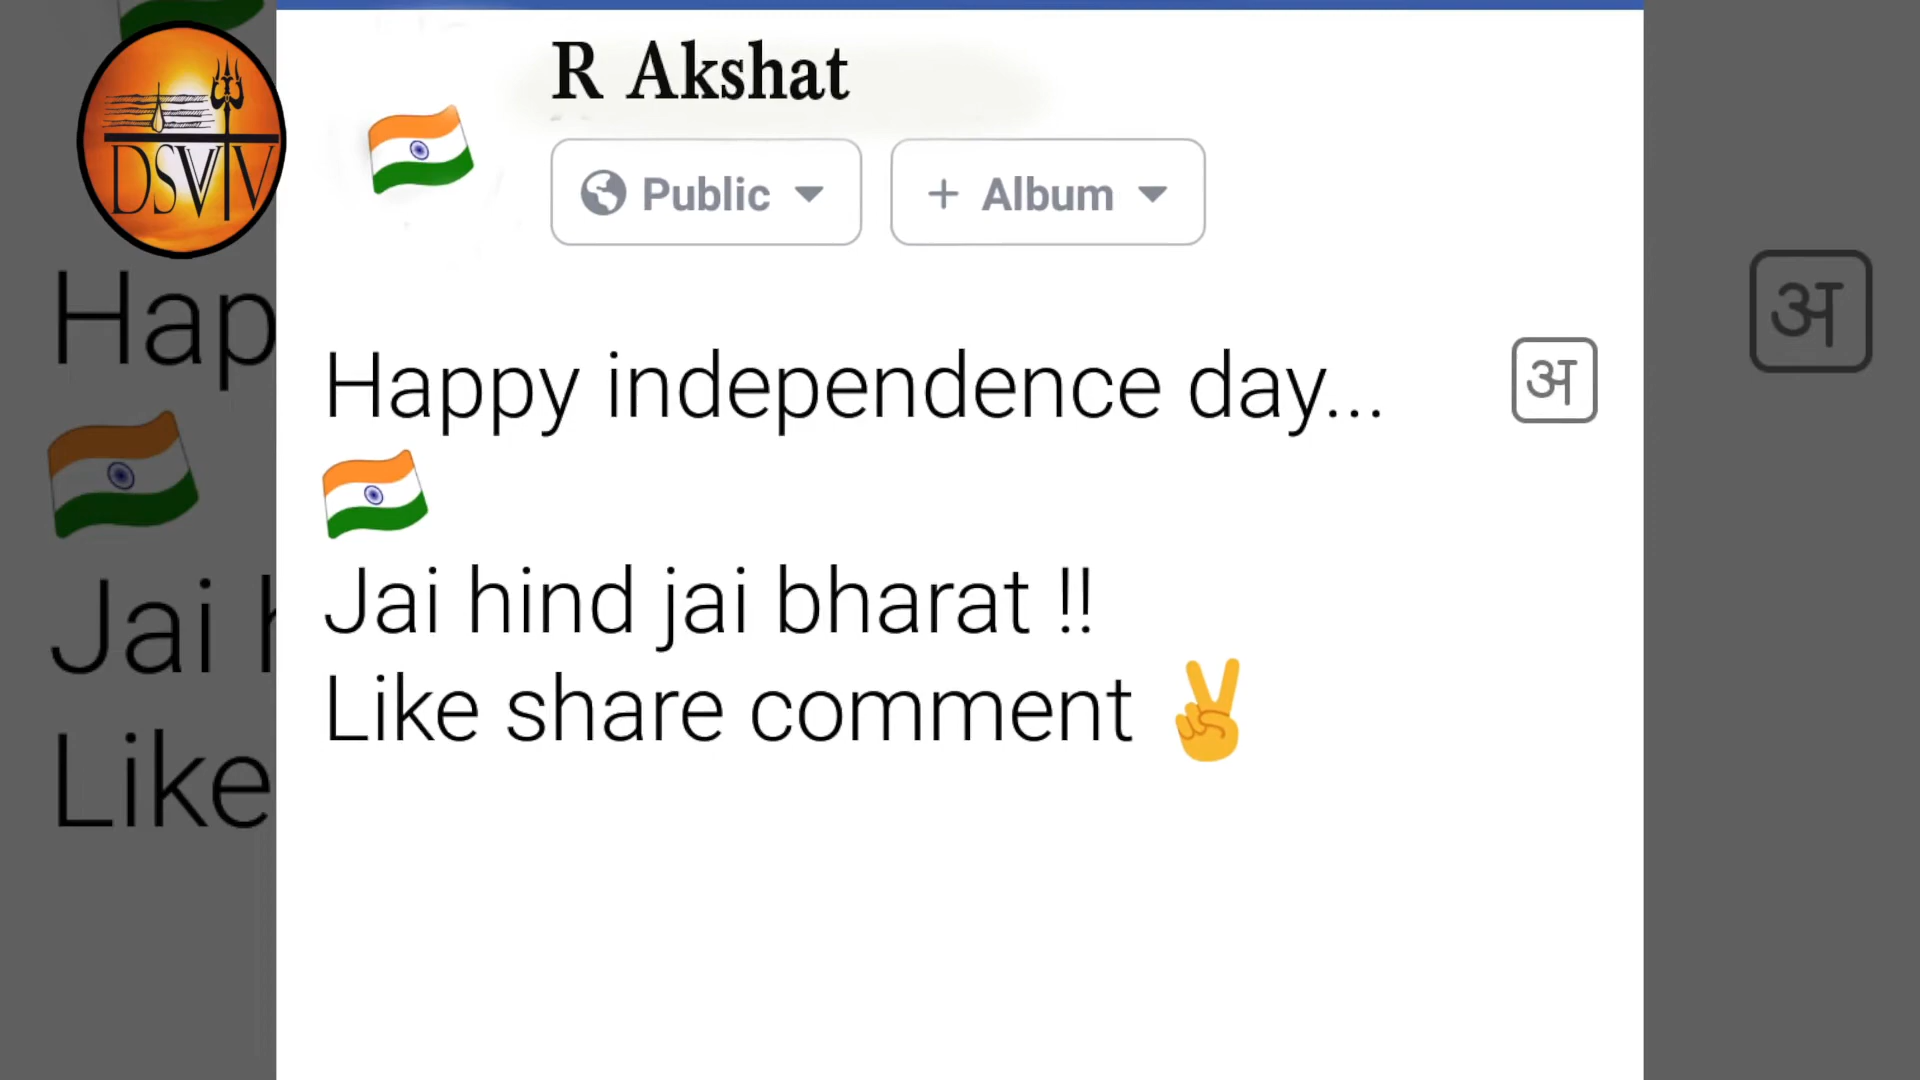 DSVTV
R Akshat
Public
+ Album
Happy independence day...
अ
🇮🇳
Jai hind jai bharat !!
Like share comment ✌
Hap
Jai h
Like
अ